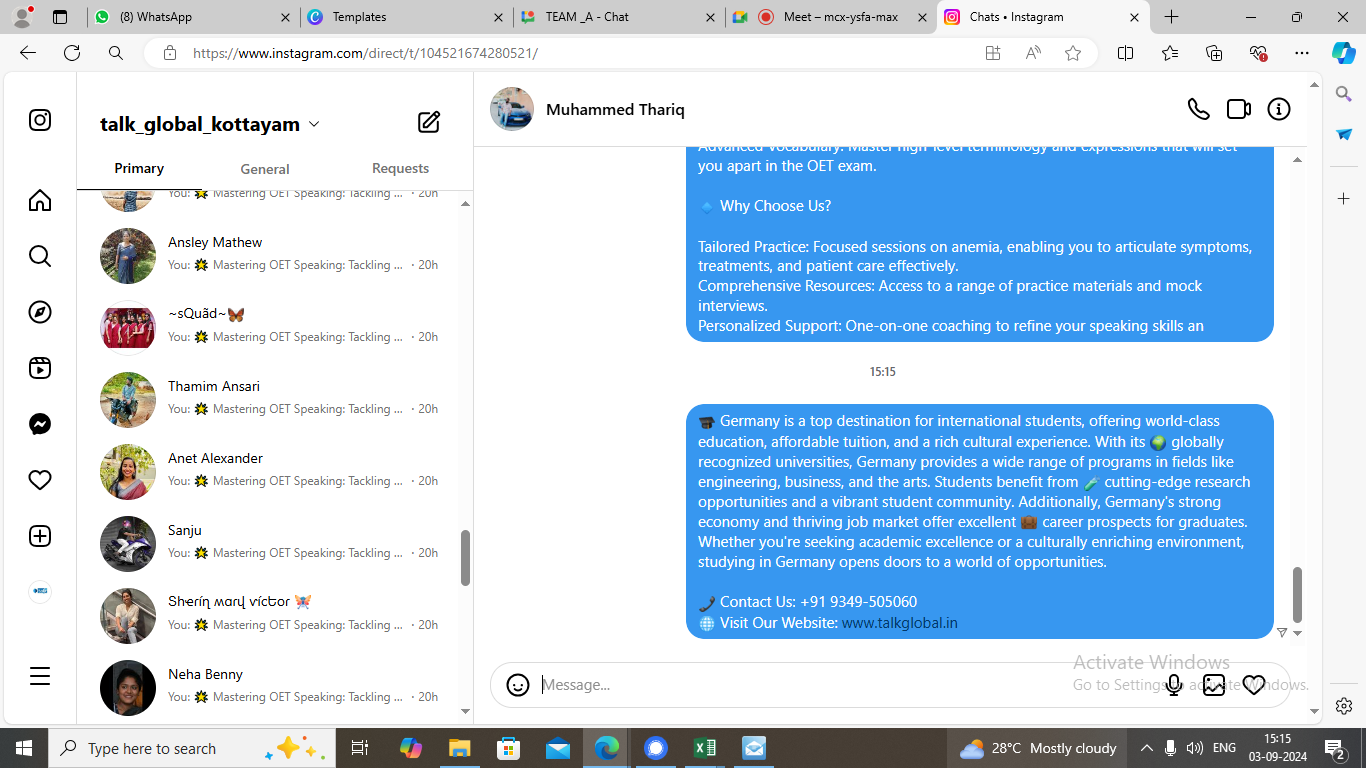 (8) WhatsApp
Templates
TEAM _A - Chat
Meet – mcx-ysfa-max
Chats • Instagram
https://www.instagram.com/direct/t/104521674280521/
talk_global_kottayam
Primary
General
Requests
You: 💥 Mastering OET Speaking: Tackling ... · 20h
Ansley Mathew
You: 💥 Mastering OET Speaking: Tackling ... · 20h
~sQuãd~🦋
You: 💥 Mastering OET Speaking: Tackling ... · 20h
Thamim Ansari
You: 💥 Mastering OET Speaking: Tackling ... · 20h
Anet Alexander
You: 💥 Mastering OET Speaking: Tackling ... · 20h
Sanju
You: 💥 Mastering OET Speaking: Tackling ... · 20h
You: 💥 Mastering OET Speaking: Tackling ... · 20h
Neha Benny
You: 💥 Mastering OET Speaking: Tackling ... · 20h
Muhammed Thariq
Advanced Vocabulary: Master high-level terminology and expressions that will set
you apart in the OET exam.
🔹 Why Choose Us?
Tailored Practice: Focused sessions on anemia, enabling you to articulate symptoms,
treatments, and patient care effectively.
Comprehensive Resources: Access to a range of practice materials and mock
interviews.
Personalized Support: One-on-one coaching to refine your speaking skills an
15:15
🎓 Germany is a top destination for international students, offering world-class
education, affordable tuition, and a rich cultural experience. With its 🌍 globally
recognized universities, Germany provides a wide range of programs in fields like
engineering, business, and the arts. Students benefit from 🧪 cutting-edge research
opportunities and a vibrant student community. Additionally, Germany's strong
economy and thriving job market offer excellent 💼 career prospects for graduates.
Whether you're seeking academic excellence or a culturally enriching environment,
studying in Germany opens doors to a world of opportunities.
📞 Contact Us: +91 9349-505060
🌐 Visit Our Website: www.talkglobal.in
Message...
Activate Windows
Go to Settings to activate Windows.
Type here to search
28°C Mostly cloudy
ENG
15:15
03-09-2024
2